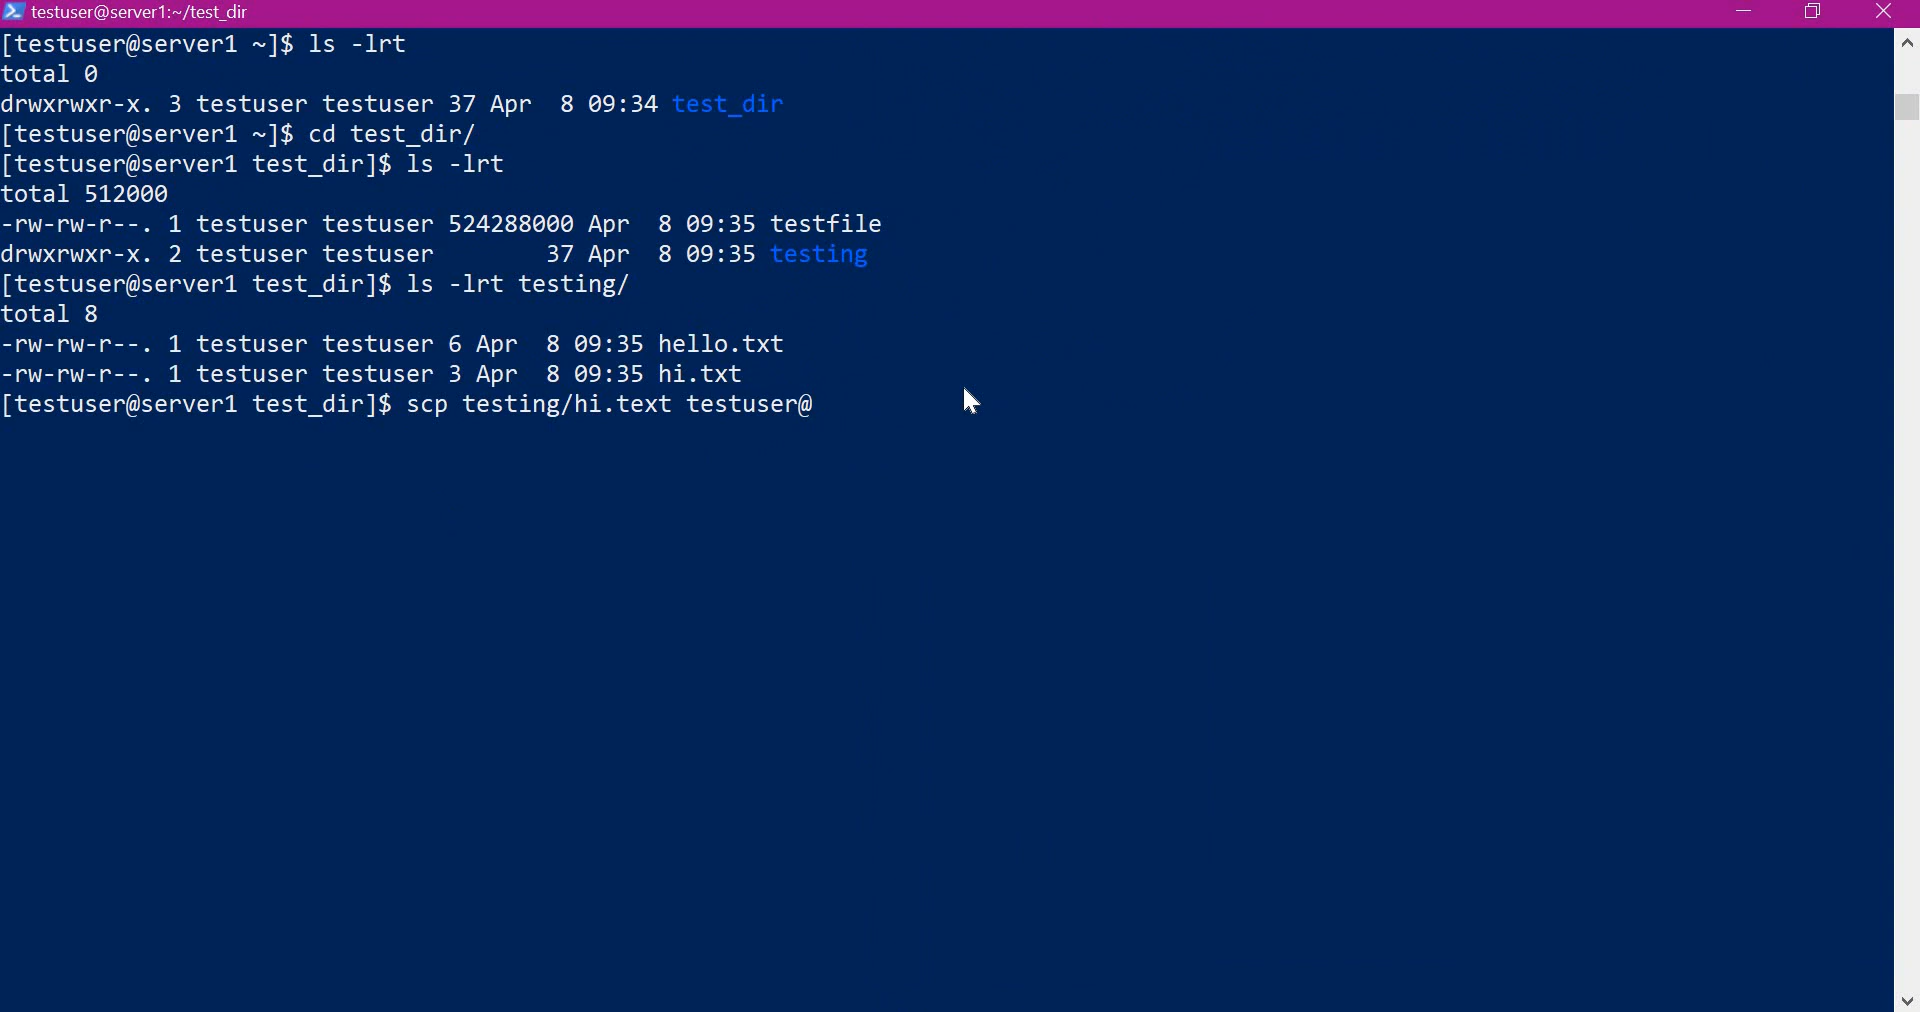 testuser@server1:~/test_dir
[testuser@server1 ~]$ ls -lrt
total 0
drwxrwxr-x. 3 testuser testuser 37 Apr  8 09:34 test_dir
[testuser@server1 ~]$ cd test_dir/
[testuser@server1 test_dir]$ ls -lrt
total 512000
-rw-rw-r--. 1 testuser testuser 524288000 Apr  8 09:35 testfile
drwxrwxr-x. 2 testuser testuser        37 Apr  8 09:35 testing
[testuser@server1 test_dir]$ ls -lrt testing/
total 8
-rw-rw-r--. 1 testuser testuser 6 Apr  8 09:35 hello.txt
-rw-rw-r--. 1 testuser testuser 3 Apr  8 09:35 hi.txt
[testuser@server1 test_dir]$ scp testing/hi.text testuser@